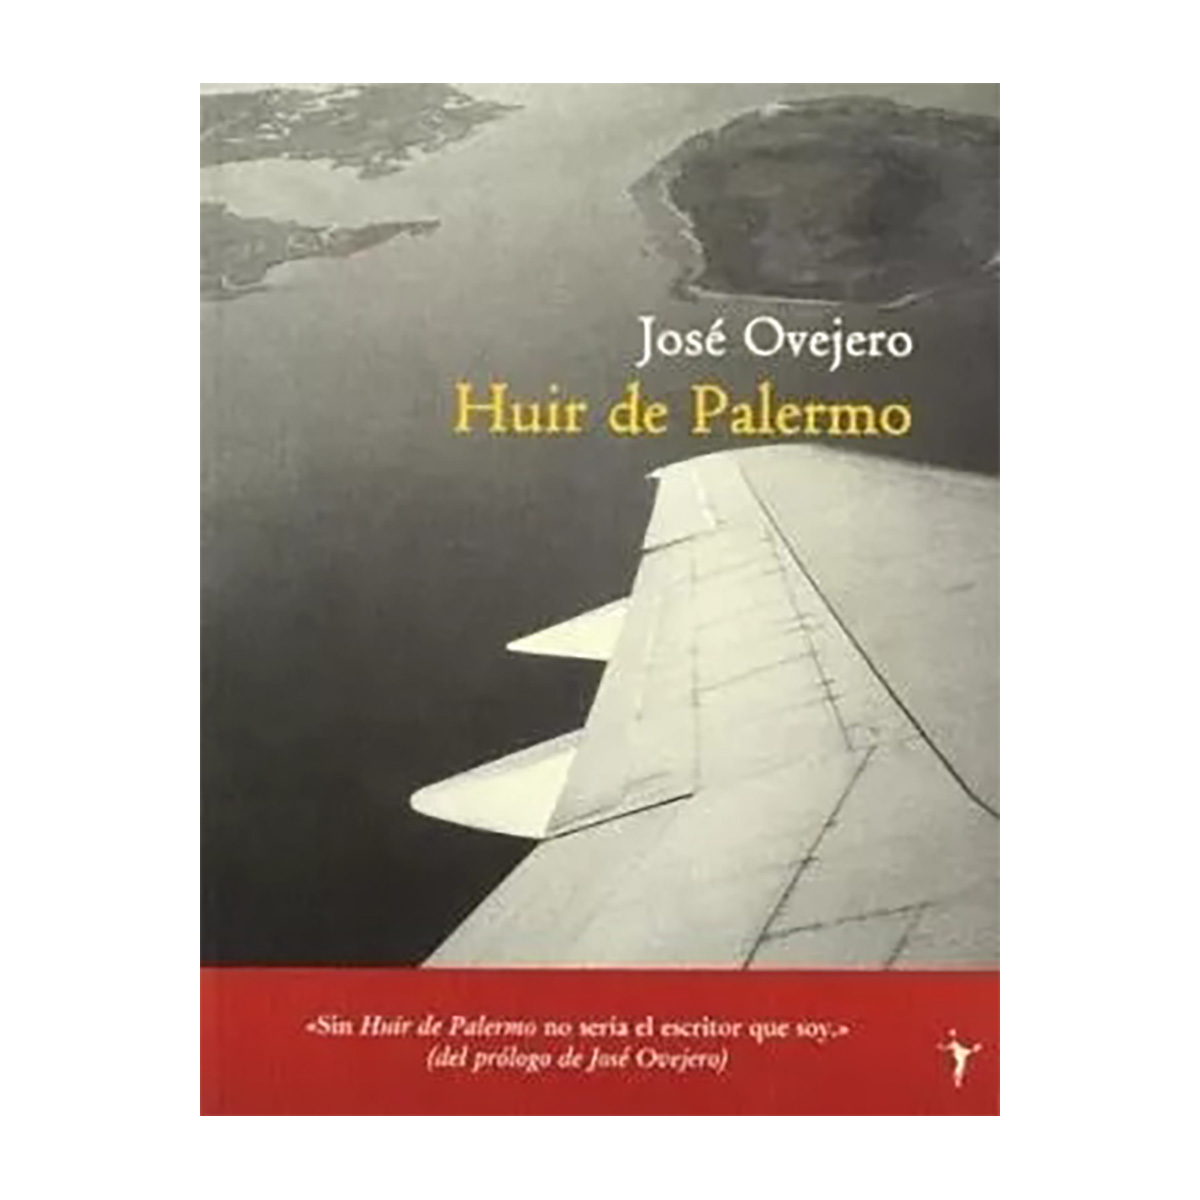 José Ovejero
Huir de Palermo
«Sin Huir de Palermo no sería el escritor que soy.»
(del prólogo de José Ovejero)